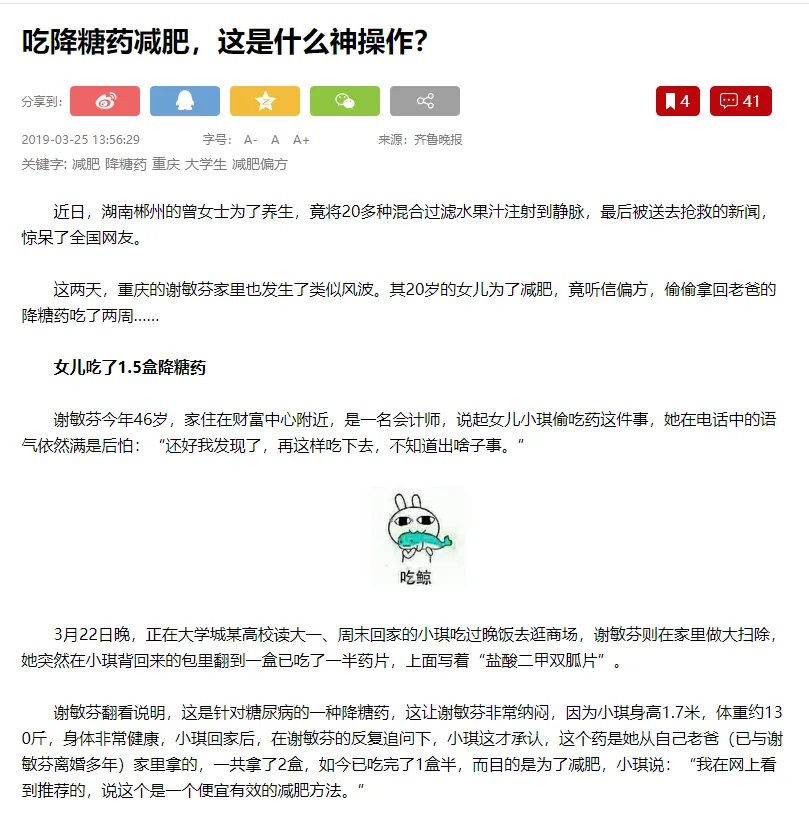 吃降糖药减肥，这是什么神操作？
分享到:
4
41
2019-03-25 13:56:29 字号： A- A A+ 来源：齐鲁晚报
关键字: 减肥 降糖药 重庆 大学生 减肥偏方
近日，湖南郴州的曾女士为了养生，竟将20多种混合过滤水果汁注射到静脉，最后被送去抢救的新闻，
惊呆了全国网友。
这两天，重庆的谢敏芬家里也发生了类似风波。其20岁的女儿为了减肥，竟听信偏方，偷偷拿回老爸的
降糖药吃了两周......
女儿吃了1.5盒降糖药
谢敏芬今年46岁，家住在财富中心附近，是一名会计师，说起女儿小琪偷吃药这件事，她在电话中的语
气依然满是后怕：“还好我发现了，再这样吃下去，不知道出啥子事。”
吃鲸
3月22日晚，正在大学城某高校读大一、周末回家的小琪吃过晚饭去逛商场，谢敏芬则在家里做大扫除，
她突然在小琪背回来的包里翻到一盒已吃了一半药片，上面写着“盐酸二甲双胍片”。
谢敏芬翻看说明，这是针对糖尿病的一种降糖药，这让谢敏芬非常纳闷，因为小琪身高1.7米，体重约13
0斤，身体非常健康，小琪回家后，在谢敏芬的反复追问下，小琪这才承认，这个药是她从自己老爸（已与谢
敏芬离婚多年）家里拿的，一共拿了2盒，如今已吃完了1盒半，而目的是为了减肥，小琪说：“我在网上看
到推荐的，说这个是一个便宜有效的减肥方法。”